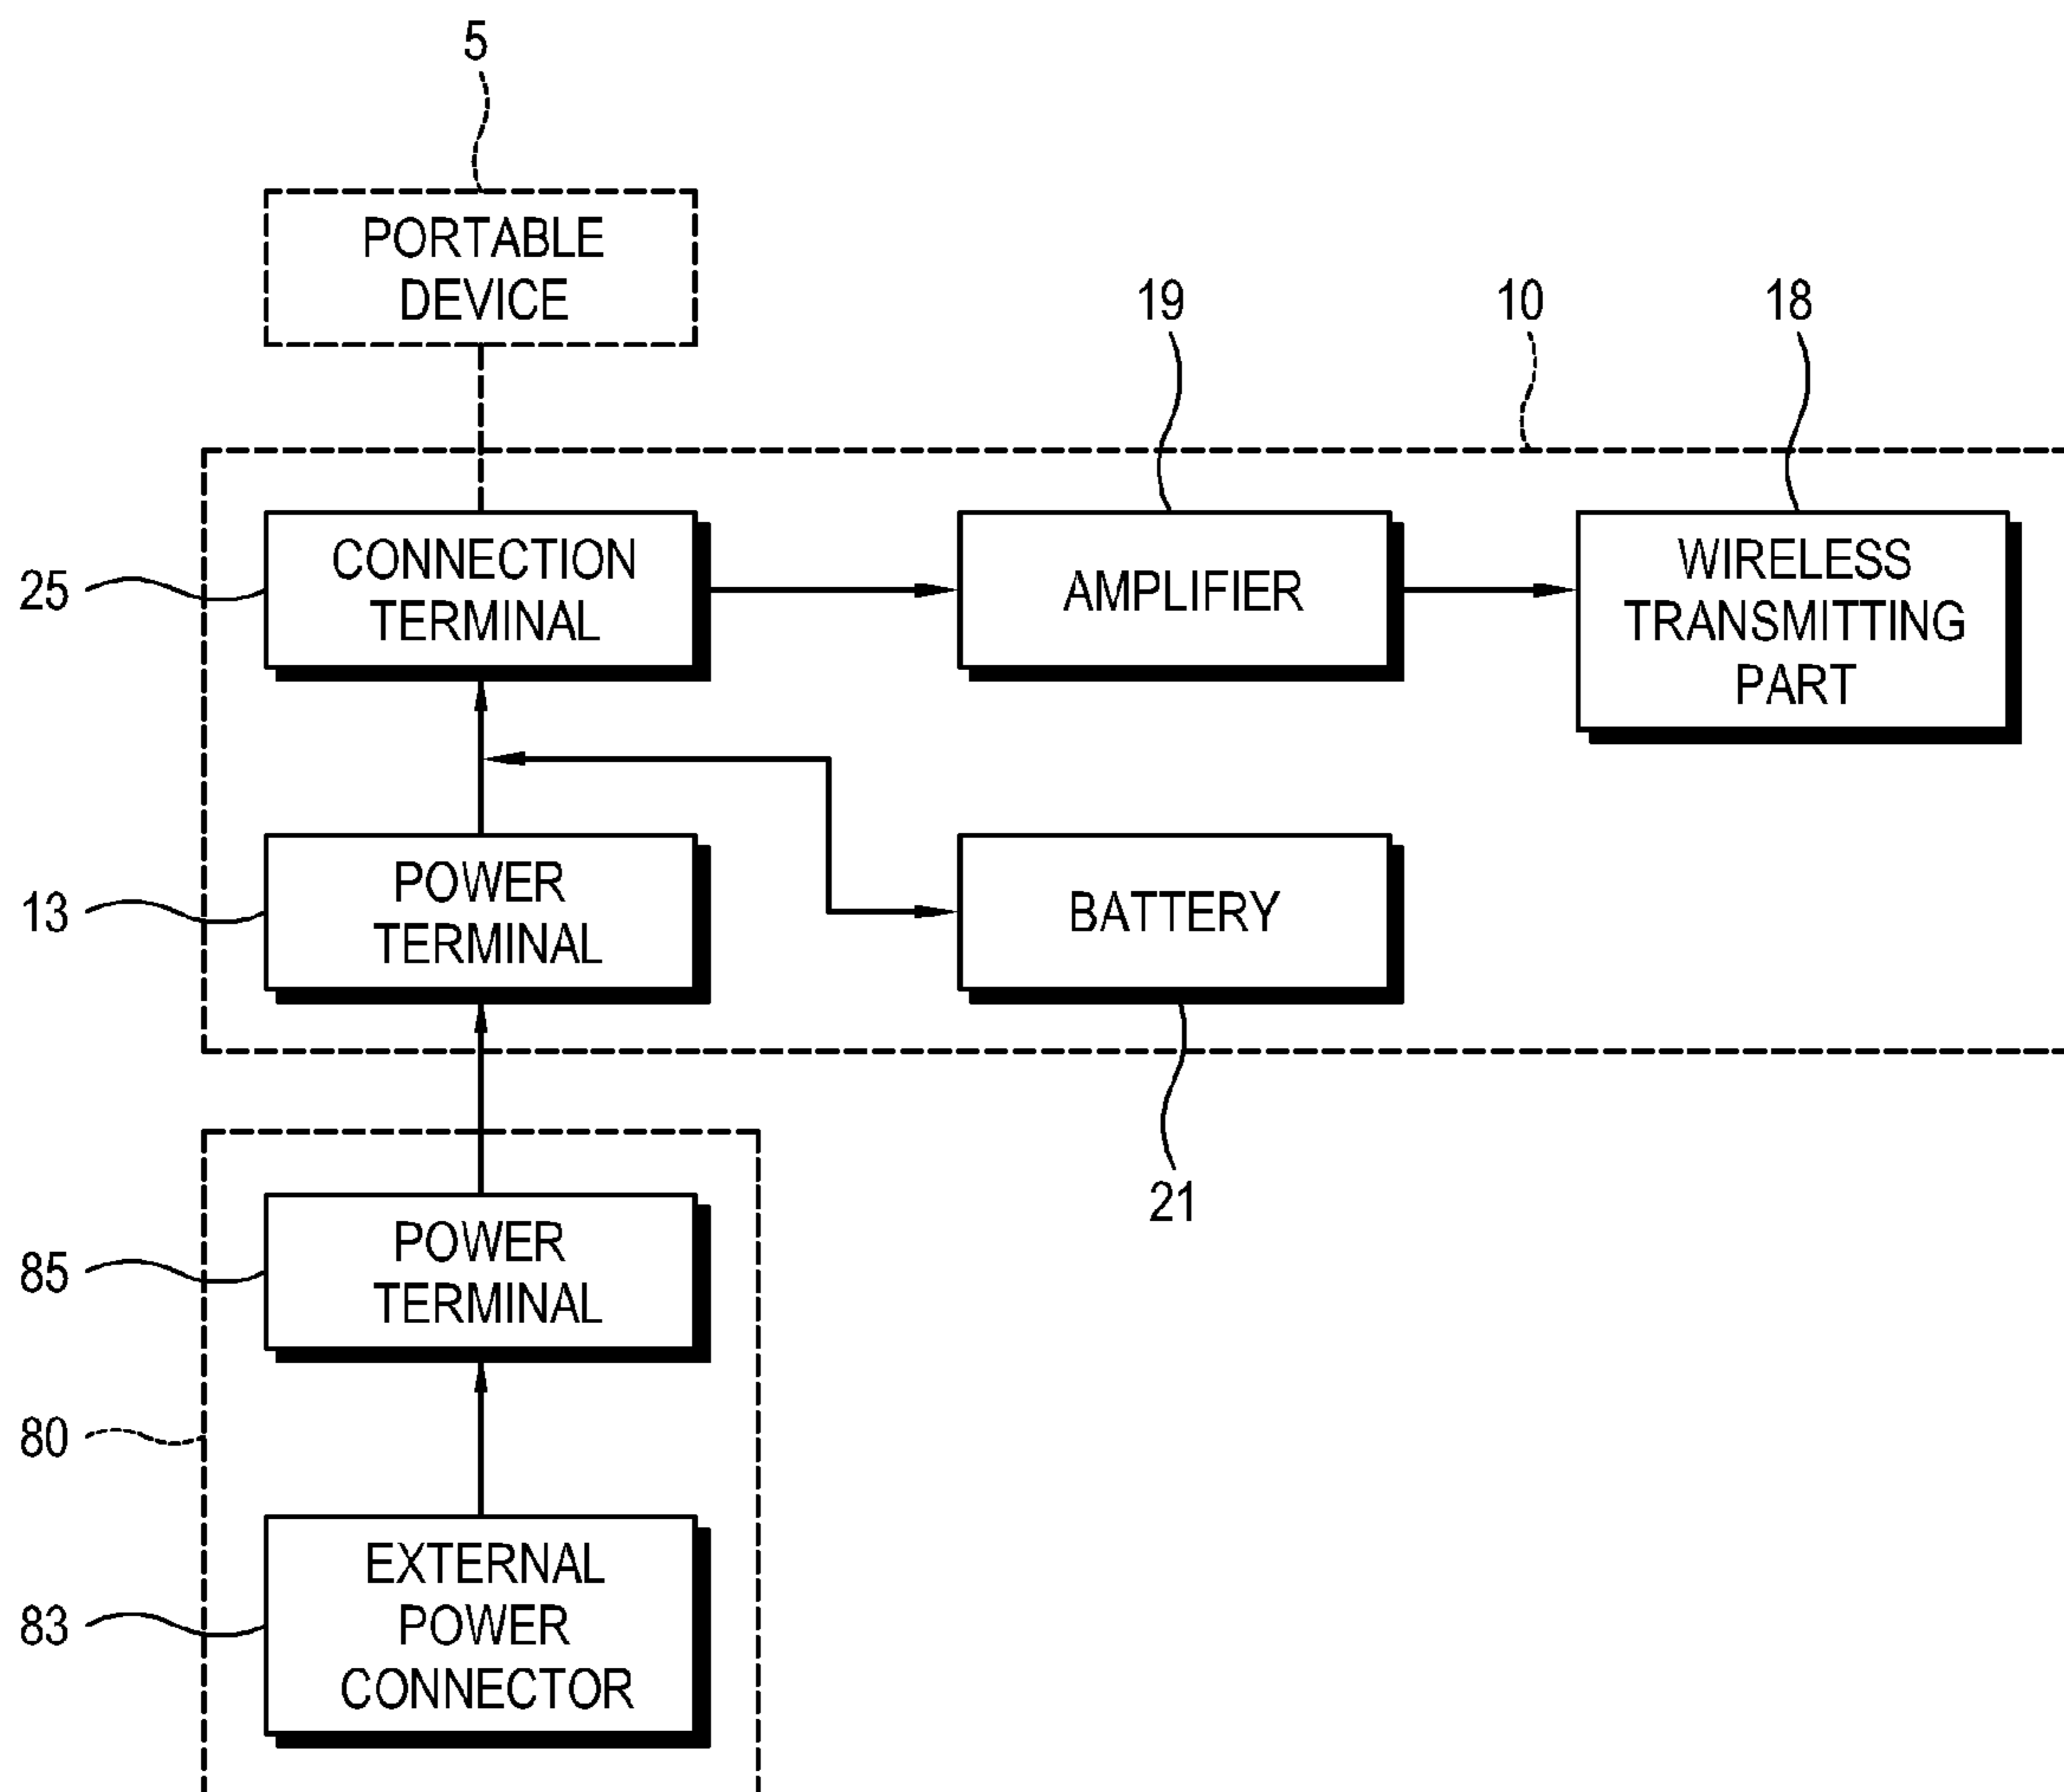 5
PORTABLE
DEVICE
19
10
18
25
CONNECTION
TERMINAL
AMPLIFIER
WIRELESS
TRANSMITTING
PART
13
POWER
TERMINAL
BATTERY
21
85
POWER
TERMINAL
80
83
EXTERNAL
POWER
CONNECTOR